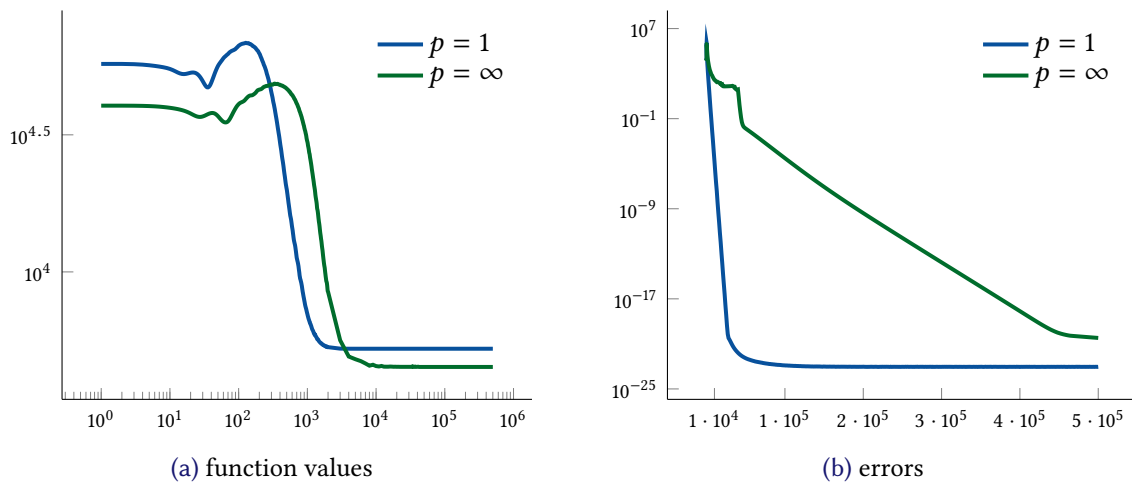 p = 1
p = ∞
10^4.5
10^4
10^0 10^1 10^2 10^3 10^4 10^5 10^6
(a) function values
p = 1
p = ∞
10^7
10^−1
10^−9
10^−17
10^−25
1 · 10^4 1 · 10^5 2 · 10^5 3 · 10^5 4 · 10^5 5 · 10^5
(b) errors